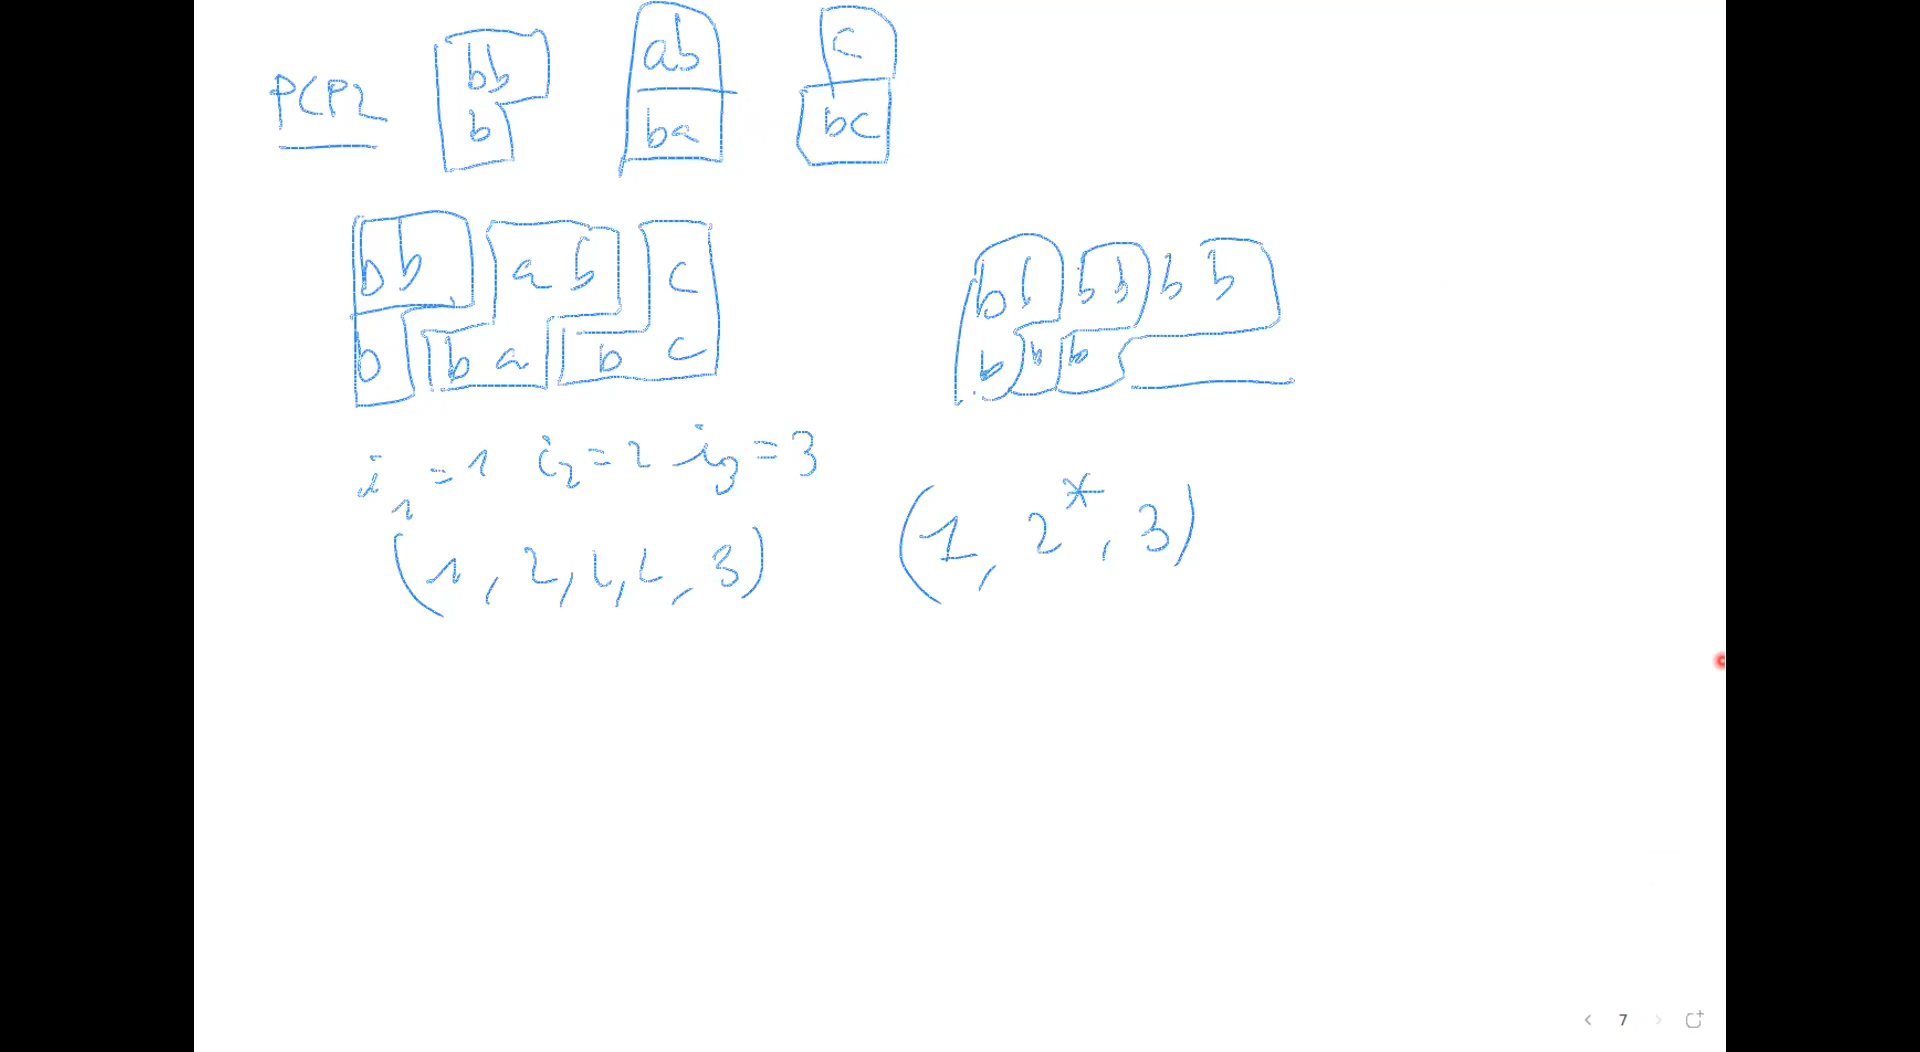 PCP2 bb ab c
b ba bc
bb ab c
b ba bc
bb bb bb
b b b
i₁ = 1 i₂ = 2 i₃ = 3
(1, 2, 2, 2, 3)
(1, 2*, 3)
7